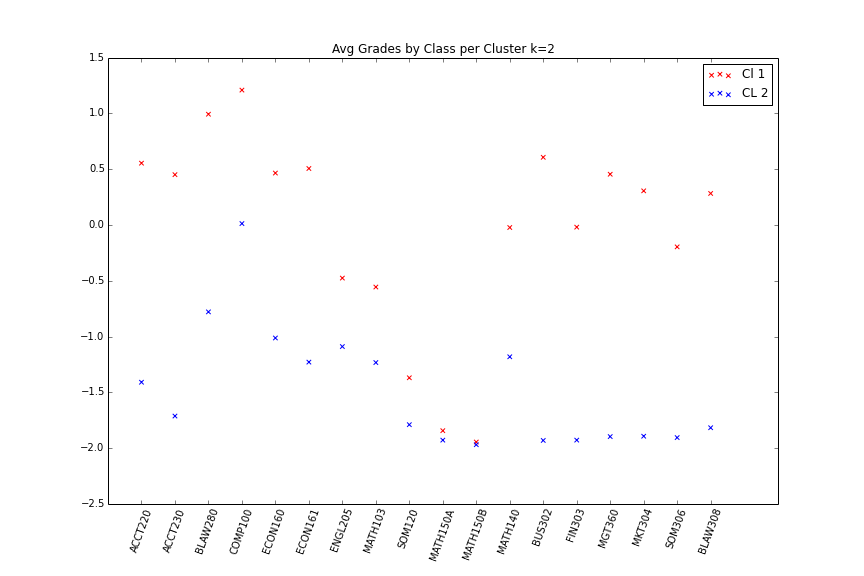 Avg Grades by Class per Cluster k=2
1.5
1.0
0.5
0.0
−0.5
−1.0
−1.5
−2.0
−2.5
Cl 1
CL 2
ACCT220
ACCT230
BLAW280
COMP100
ECON160
ECON161
ENGL205
MATH103
SOM120
MATH150A
MATH150B
MATH140
BUS302
FIN303
MGT360
MKT304
SOM306
BLAW308